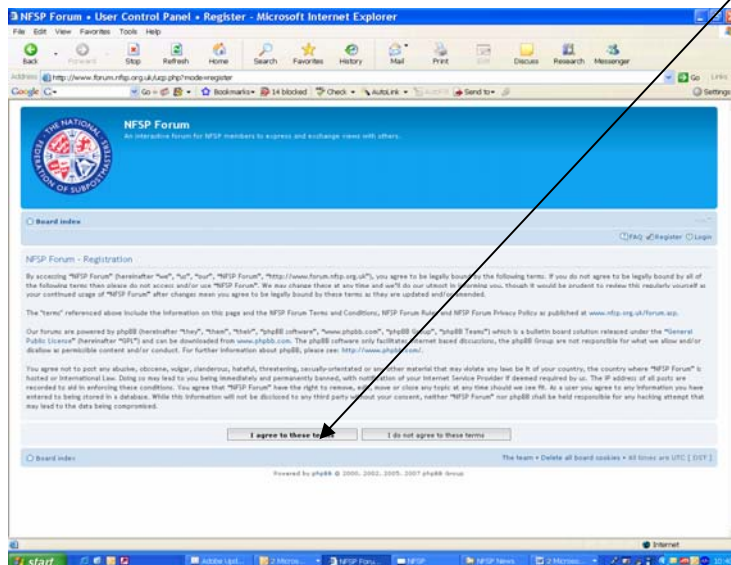 NFSP Forum • User Control Panel • Register - Microsoft Internet Explorer
File Edit View Favorites Tools Help
Back Forward Stop Refresh Home Search Favorites History Mail Print Edit Discuss Research Messenger
Address http://www.forum.nfsp.org.uk/ucp.php?mode=register Go Links
Google Go Bookmarks 14 blocked Check AutoLink AutoFill Send to Settings
THE NATIONAL FEDERATION OF SUBPOSTMASTERS
NFSP Forum
An interactive forum for NFSP members to express and exchange views with others.
Board index
FAQ Register Login
NFSP Forum - Registration
By accessing "NFSP Forum" (hereinafter "we", "us", "our", "NFSP Forum", "http://www.forum.nfsp.org.uk"), you agree to be legally bound by the following terms. If you do not agree to be legally bound by all of
the following terms then please do not access and/or use "NFSP Forum". We may change these at any time and we'll do our utmost in informing you, though it would be prudent to review this regularly yourself as
your continued usage of "NFSP Forum" after changes mean you agree to be legally bound by these terms as they are updated and/or amended.
The "terms" referenced above include the information on this page and the NFSP Forum Terms and Conditions, NFSP Forum Rules and NFSP Forum Privacy Policy as published at www.nfsp.org.uk/forum.asp.
Our forums are powered by phpBB (hereinafter "they", "them", "their", "phpBB software", "www.phpbb.com", "phpBB Group", "phpBB Teams") which is a bulletin board solution released under the "General
Public License" (hereinafter "GPL") and can be downloaded from www.phpbb.com. The phpBB software only facilitates internet based discussions, the phpBB Group are not responsible for what we allow and/or
disallow as permissible content and/or conduct. For further information about phpBB, please see: http://www.phpbb.com/.
You agree not to post any abusive, obscene, vulgar, slanderous, hateful, threatening, sexually-orientated or any other material that may violate any laws be it of your country, the country where "NFSP Forum" is
hosted or International Law. Doing so may lead to you being immediately and permanently banned, with notification of your Internet Service Provider if deemed required by us. The IP address of all posts are
recorded to aid in enforcing these conditions. You agree that "NFSP Forum" have the right to remove, edit, move or close any topic at any time should we see fit. As a user you agree to any information you have
entered to being stored in a database. While this information will not be disclosed to any third party without your consent, neither "NFSP Forum" nor phpBB shall be held responsible for any hacking attempt that
may lead to the data being compromised.
I agree to these terms I do not agree to these terms
Board index The team • Delete all board cookies • All times are UTC [ DST ]
Powered by phpBB © 2000, 2002, 2005, 2007 phpBB Group
Internet
start Adobe Upd... 2 Micros... NFSP Foru... NFSP NFSP News 2 Microso...